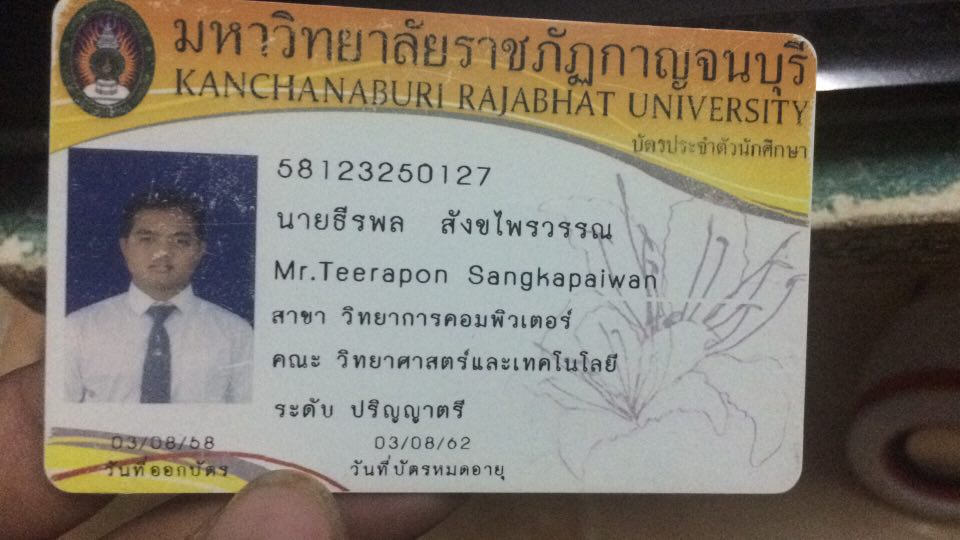 มหาวิทยาลัยราชภัฏกาญจนบุรี
KANCHANABURI RAJABHAT UNIVERSITY
บัตรประจำตัวนักศึกษา
58123250127
นายธีรพล สังขไพรวรรณ
Mr.Teerapon Sangkapaiwan
สาขา วิทยาการคอมพิวเตอร์
คณะ วิทยาศาสตร์และเทคโนโลยี
ระดับ ปริญญาตรี
03/08/58 03/08/62
วันที่ออกบัตร วันที่บัตรหมดอายุ